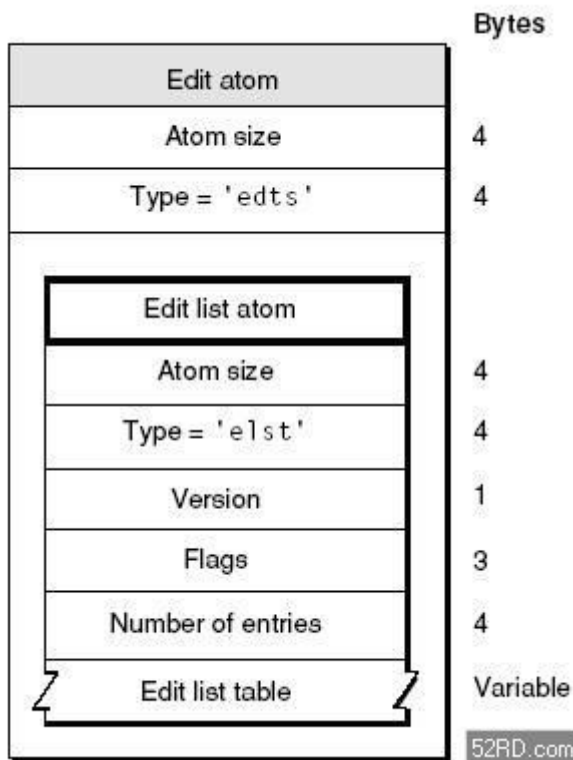 Bytes
Edit atom
Atom size 4
Type = 'edts' 4
Edit list atom
Atom size 4
Type = 'elst' 4
Version 1
Flags 3
Number of entries 4
Edit list table Variable
52RD.com